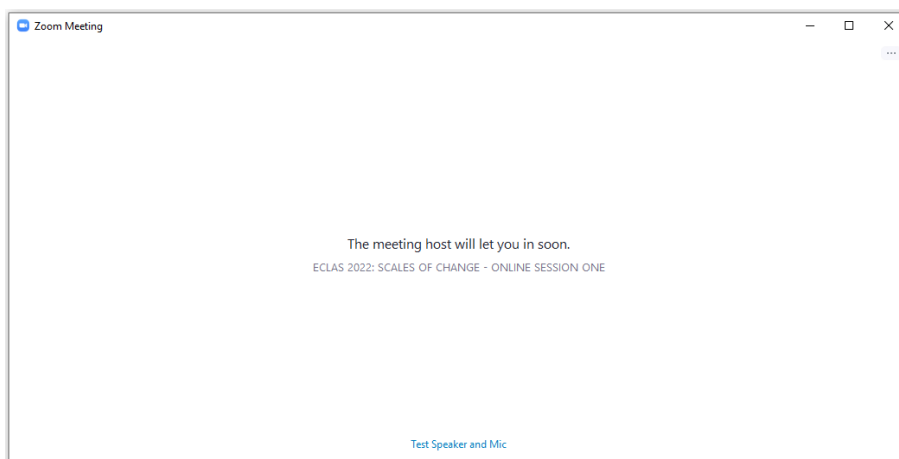 Zoom Meeting
...
The meeting host will let you in soon.
ECLAS 2022: SCALES OF CHANGE - ONLINE SESSION ONE
Test Speaker and Mic